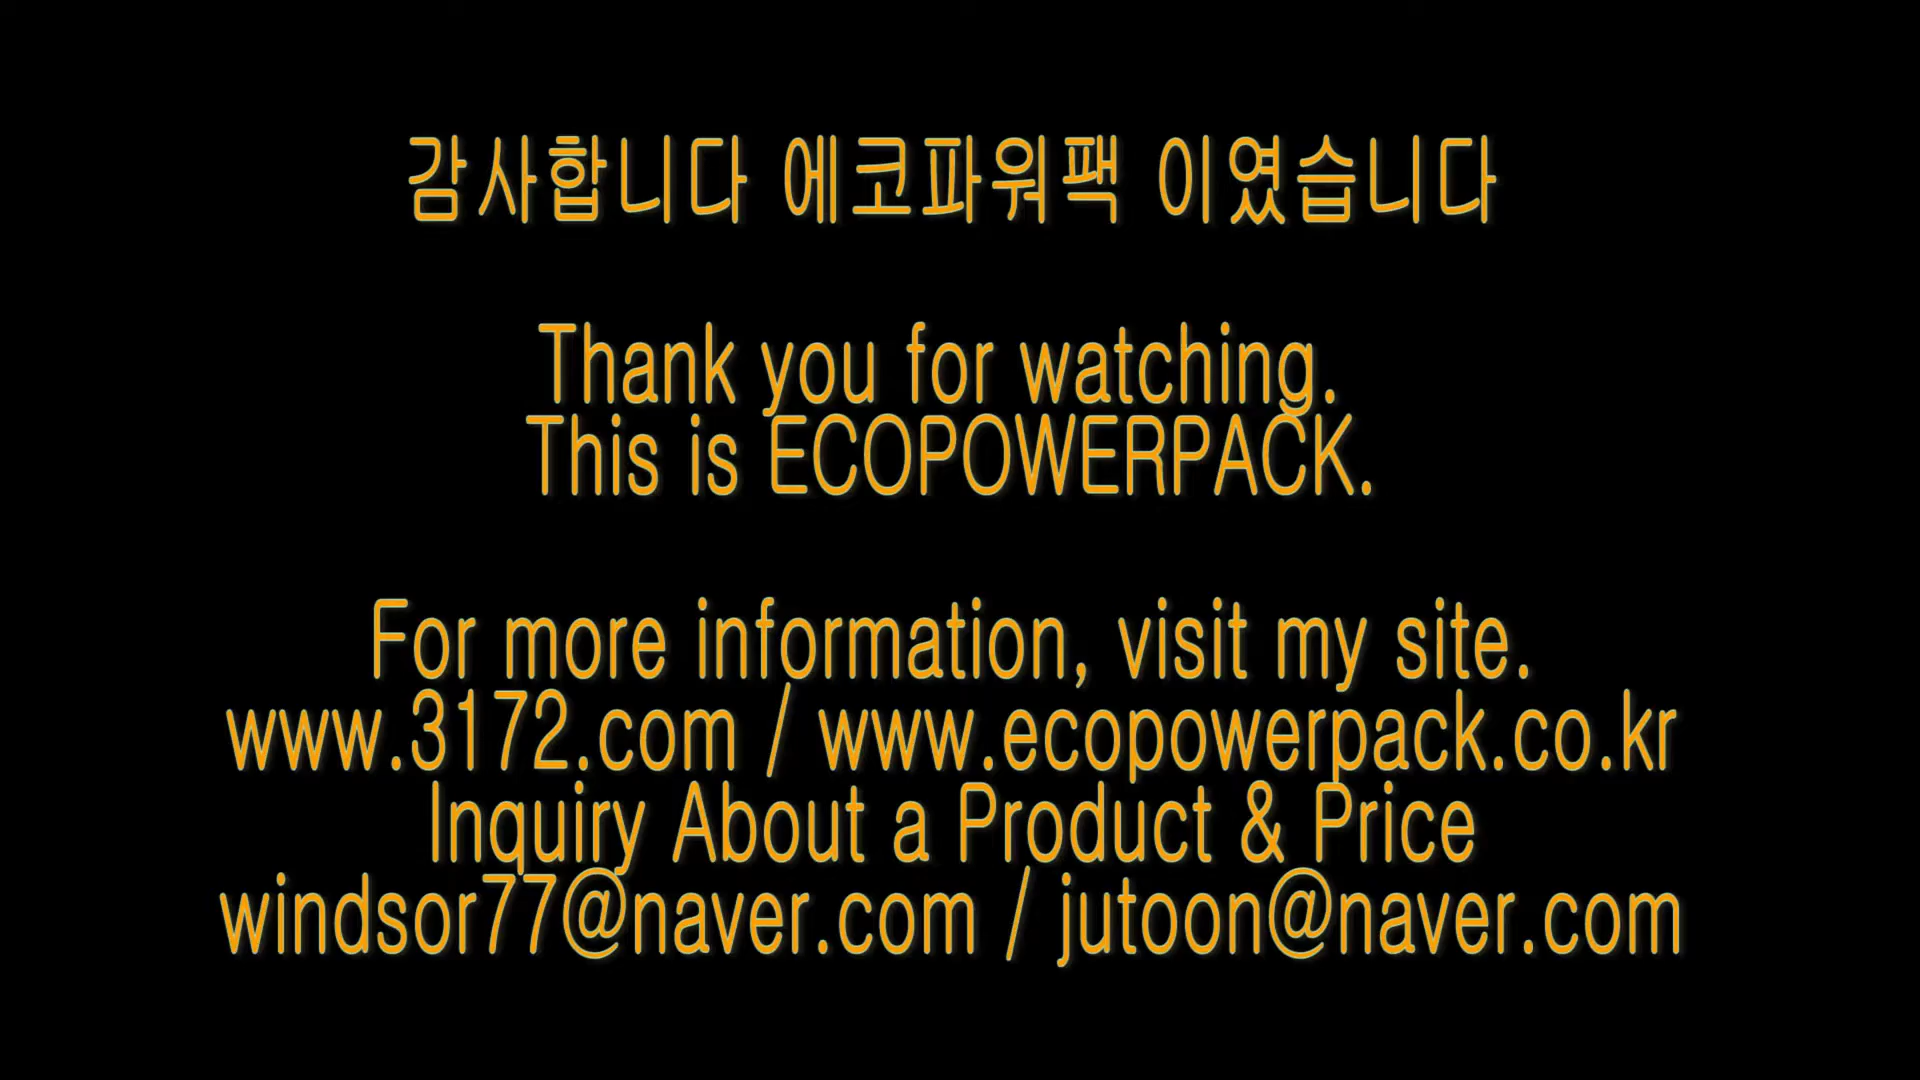 감사합니다 에코파워팩 이였습니다
Thank you for watching.
This is ECOPOWERPACK.
For more information, visit my site.
www.3172.com / www.ecopowerpack.co.kr
Inquiry About a Product & Price
windsor77@naver.com / jutoon@naver.com